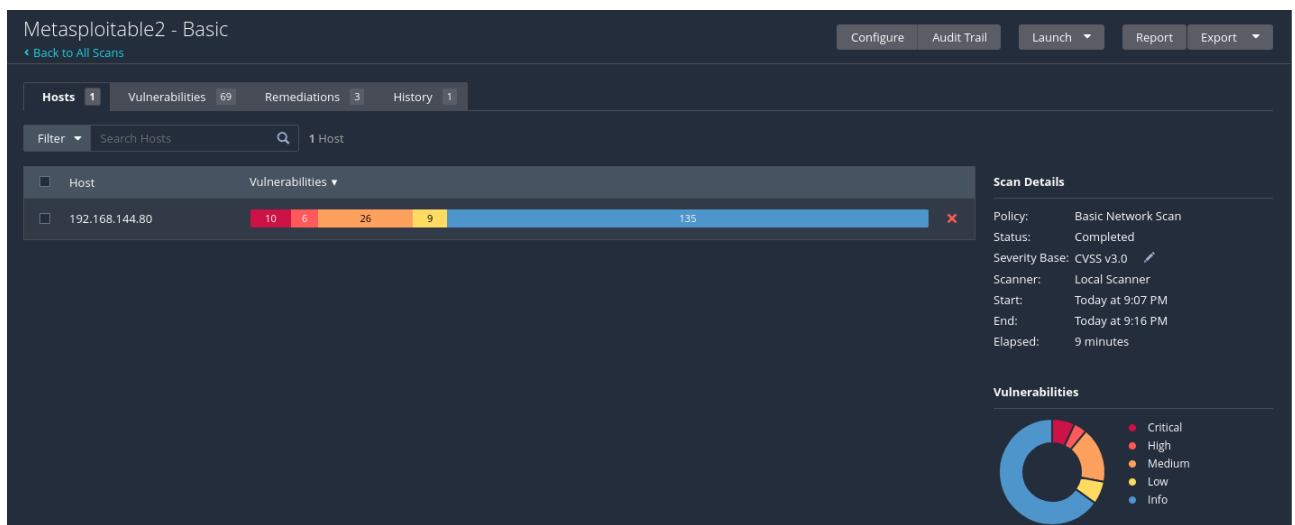 Metasploitable2 - Basic
Back to All Scans
Configure Audit Trail Launch Report Export
Hosts 1 Vulnerabilities 69 Remediations 3 History 1
Filter Search Hosts 1 Host
Host Vulnerabilities
192.168.144.80 10 6 26 9 135
Scan Details
Policy: Basic Network Scan
Status: Completed
Severity Base: CVSS v3.0
Scanner: Local Scanner
Start: Today at 9:07 PM
End: Today at 9:16 PM
Elapsed: 9 minutes
Vulnerabilities
Critical
High
Medium
Low
Info